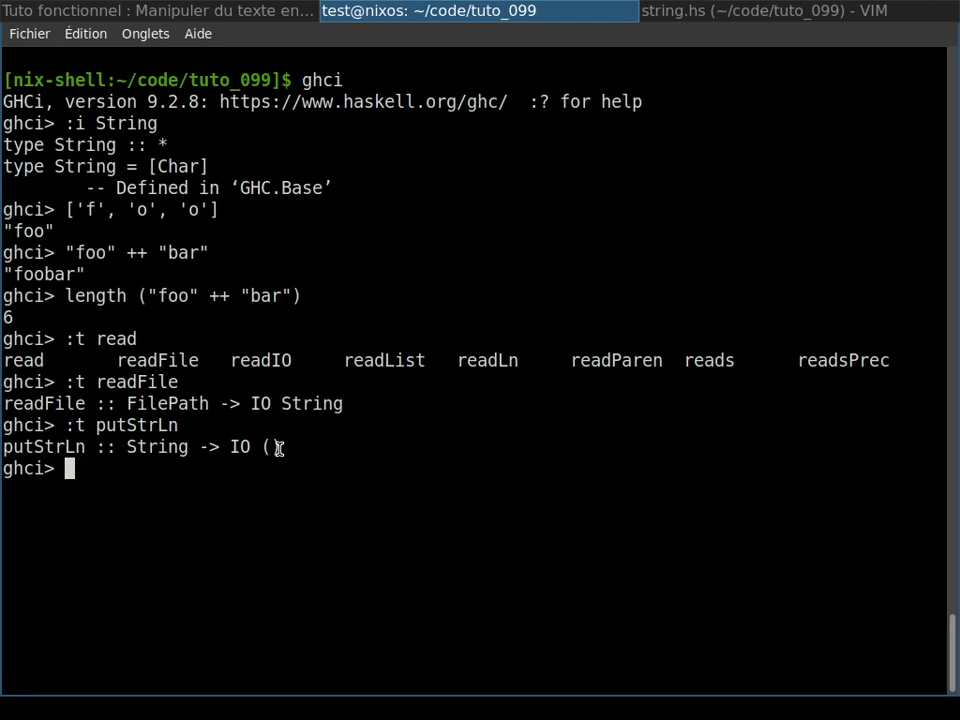 Tuto fonctionnel : Manipuler du texte en... test@nixos: ~/code/tuto_099 string.hs (~/code/tuto_099) - VIM
Fichier Édition Onglets Aide
[nix-shell:~/code/tuto_099]$ ghci
GHCi, version 9.2.8: https://www.haskell.org/ghc/  :? for help
ghci> :i String
type String :: *
type String = [Char]
        -- Defined in ‘GHC.Base’
ghci> ['f', 'o', 'o']
"foo"
ghci> "foo" ++ "bar"
"foobar"
ghci> length ("foo" ++ "bar")
6
ghci> :t read
read       readFile   readIO     readList   readLn     readParen  reads      readsPrec
ghci> :t readFile
readFile :: FilePath -> IO String
ghci> :t putStrLn
putStrLn :: String -> IO ()
ghci>